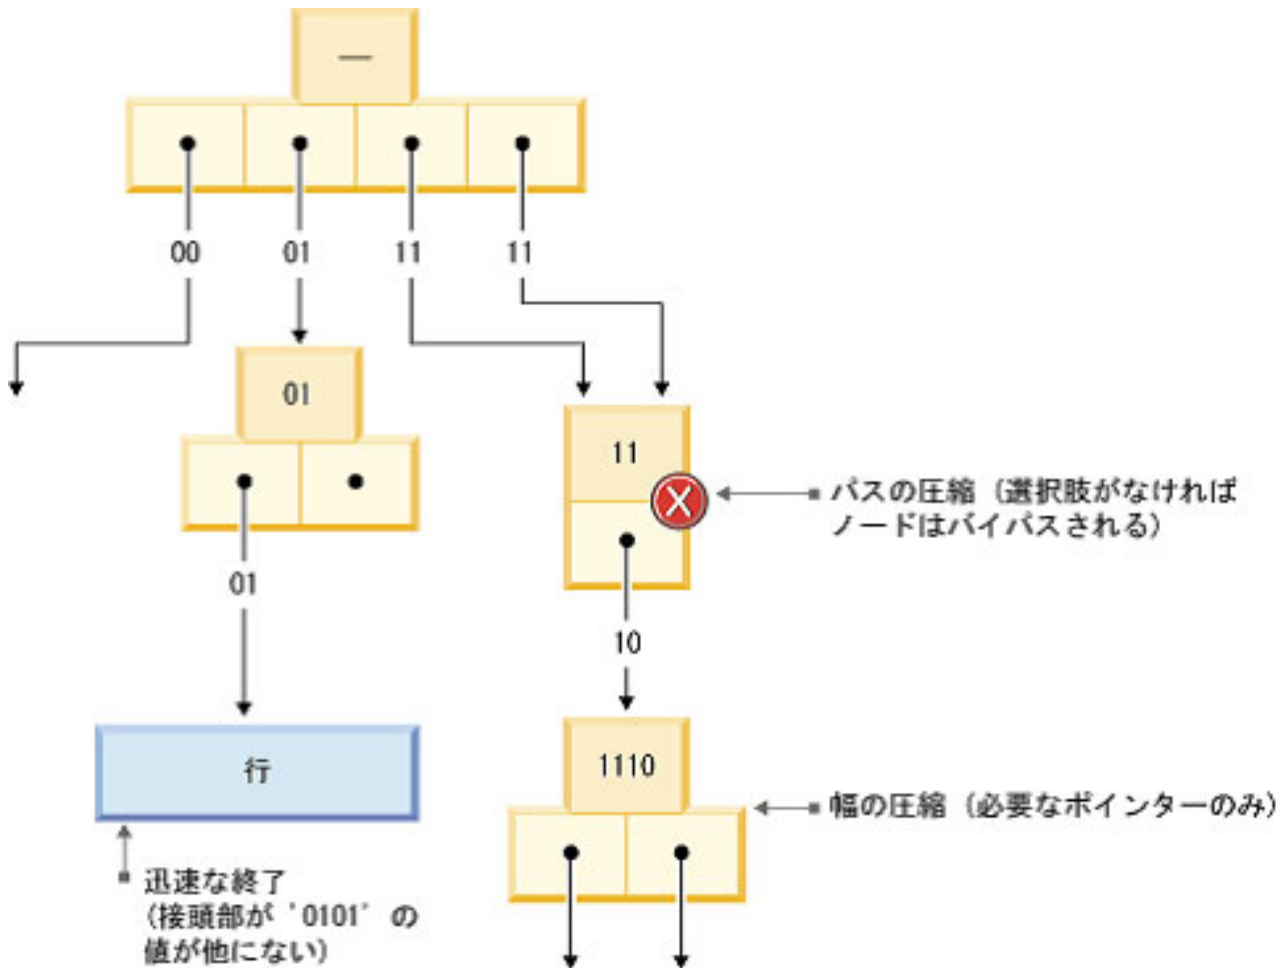 —
00
01
11
11
01
11
パスの圧縮（選択肢がなければ
ノードはバイパスされる）
01
10
行
1110
幅の圧縮（必要なポインターのみ）
迅速な終了
（接頭部が '0101' の
値が他にない）